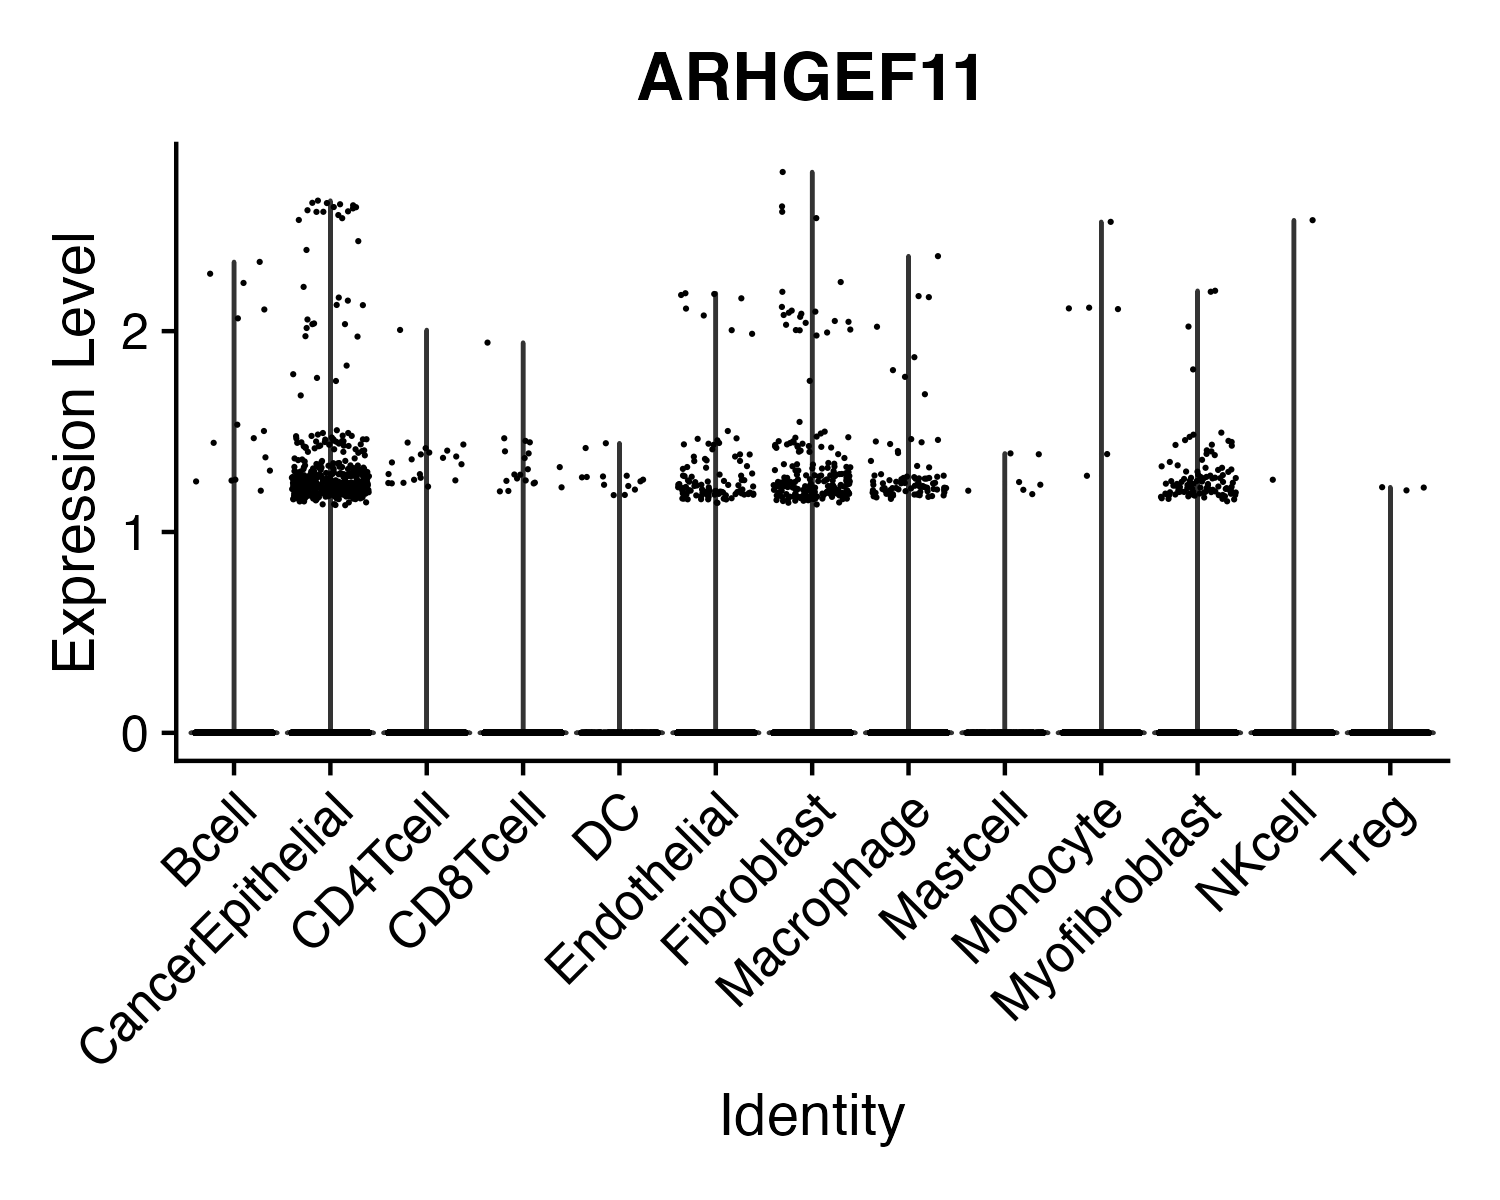 ARHGEF11
Expression Level
2
1
0
Bcell
CancerEpithelial
CD4Tcell
CD8Tcell
DC
Endothelial
Fibroblast
Macrophage
Mastcell
Monocyte
Myofibroblast
NKcell
Treg
Identity